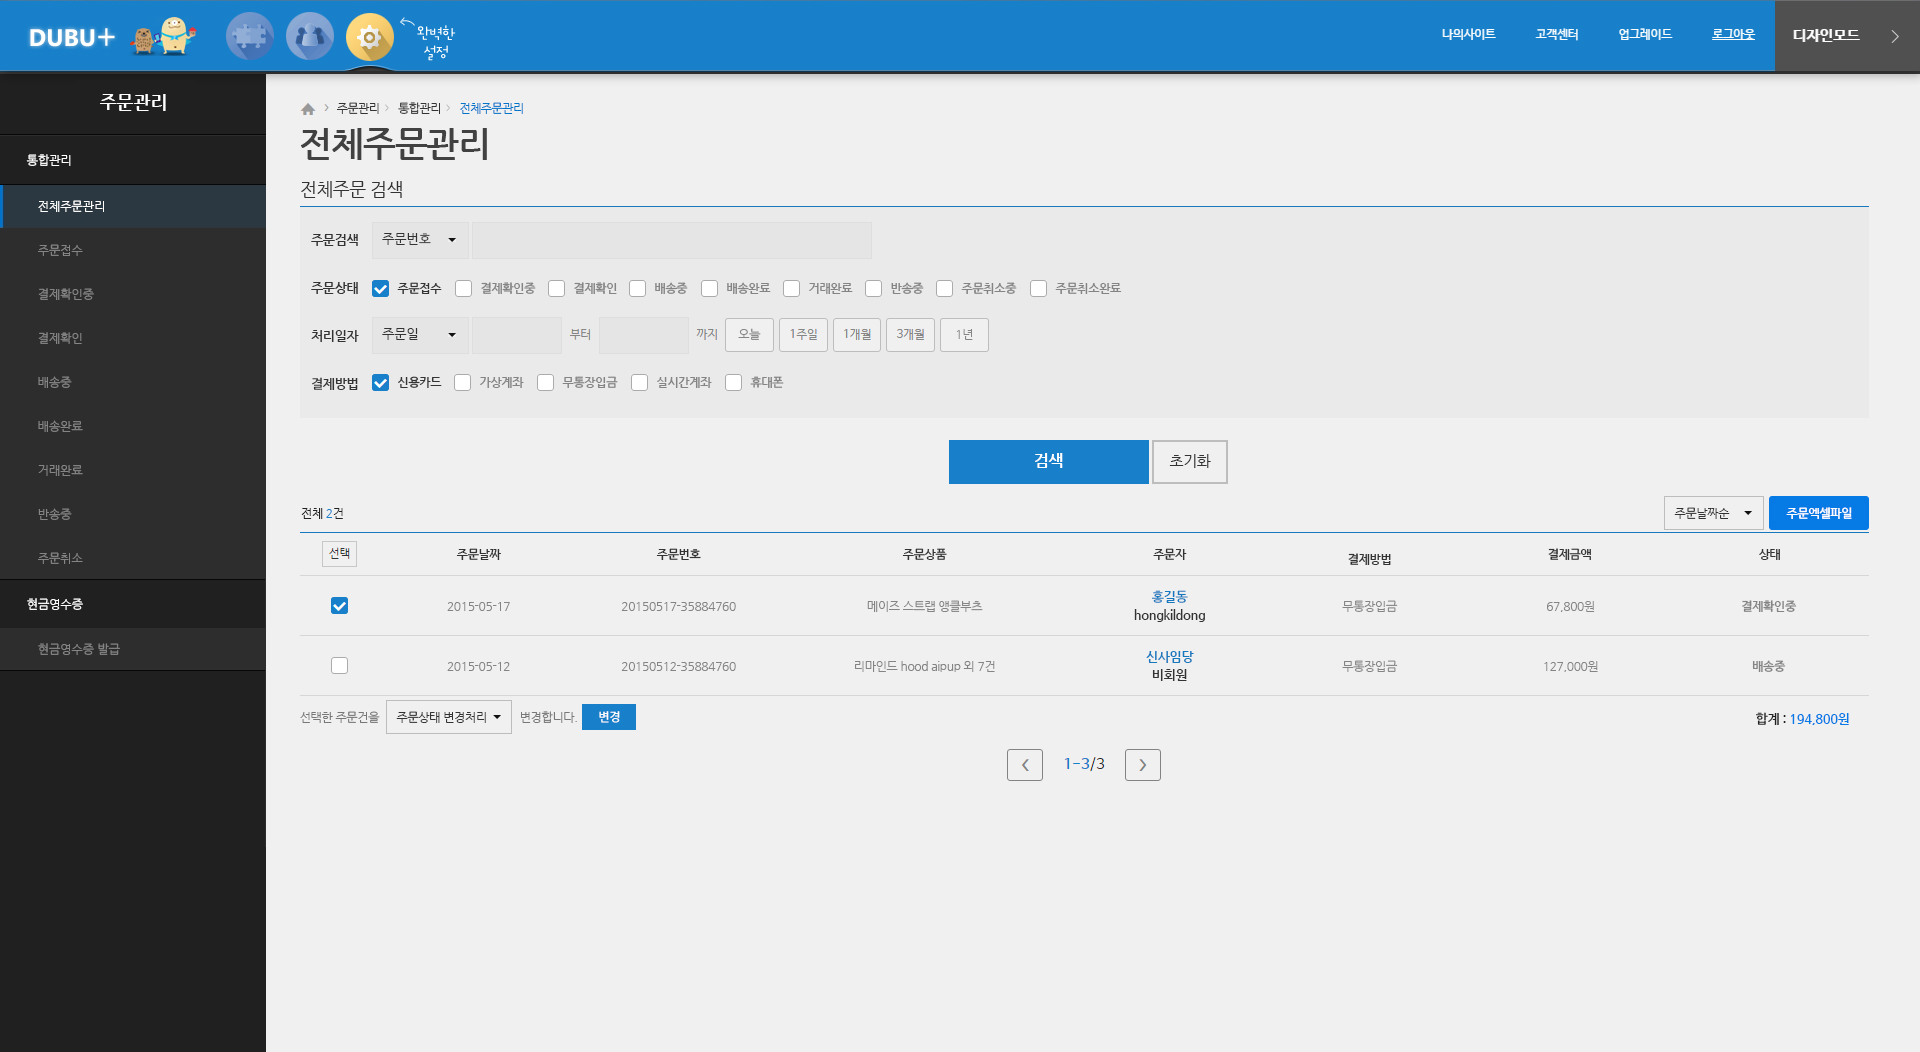 DUBU+
완벽한
설정
나의사이트 고객센터 업그레이드 로그아웃 디자인모드
주문관리
통합관리
전체주문관리
주문접수
결제확인중
결제확인
배송중
배송완료
거래완료
반송중
주문취소
현금영수증
현금영수증 발급
주문관리 통합관리 전체주문관리
전체주문관리
전체주문 검색
주문검색 주문번호
주문상태 주문접수 결제확인중 결제확인 배송중 배송완료 거래완료 반송중 주문취소중 주문취소완료
처리일자 주문일 부터 까지 오늘 1주일 1개월 3개월 1년
결제방법 신용카드 가상계좌 무통장입금 실시간계좌 휴대폰
검색 초기화
전체 2건 주문날짜순 주문엑셀파일
선택 주문날짜 주문번호 주문상품 주문자 결제방법 결제금액 상태
2015-05-17 20150517-35884760 메이즈 스트랩 앵클부츠 홍길동 무통장입금 67,800원 결제확인중
hongkildong
2015-05-12 20150512-35884760 리마인드 hood aipup 외 7건 신사임당 무통장입금 127,000원 배송중
비회원
선택한 주문건을 주문상태 변경처리 변경합니다. 변경 합계 : 194,800원
1-3/3